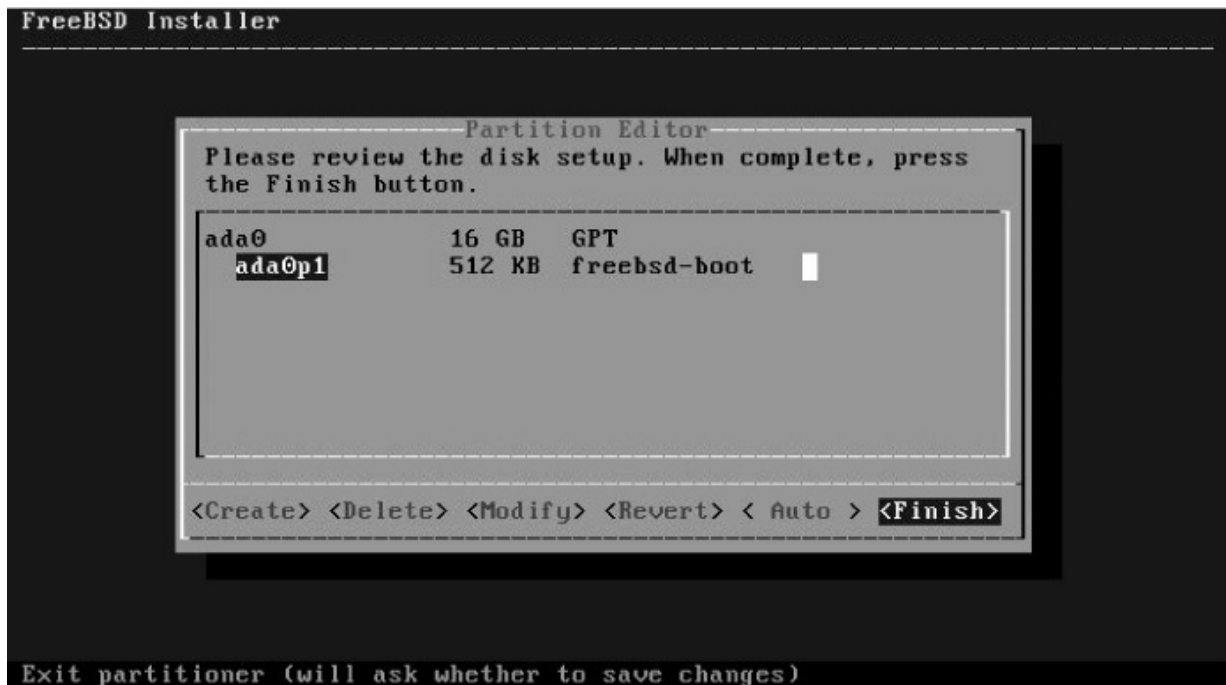 FreeBSD Installer
Partition Editor
Please review the disk setup. When complete, press
the Finish button.
ada0 16 GB GPT
ada0p1 512 KB freebsd-boot
<Create> <Delete> <Modify> <Revert> < Auto > <Finish>
Exit partitioner (will ask whether to save changes)